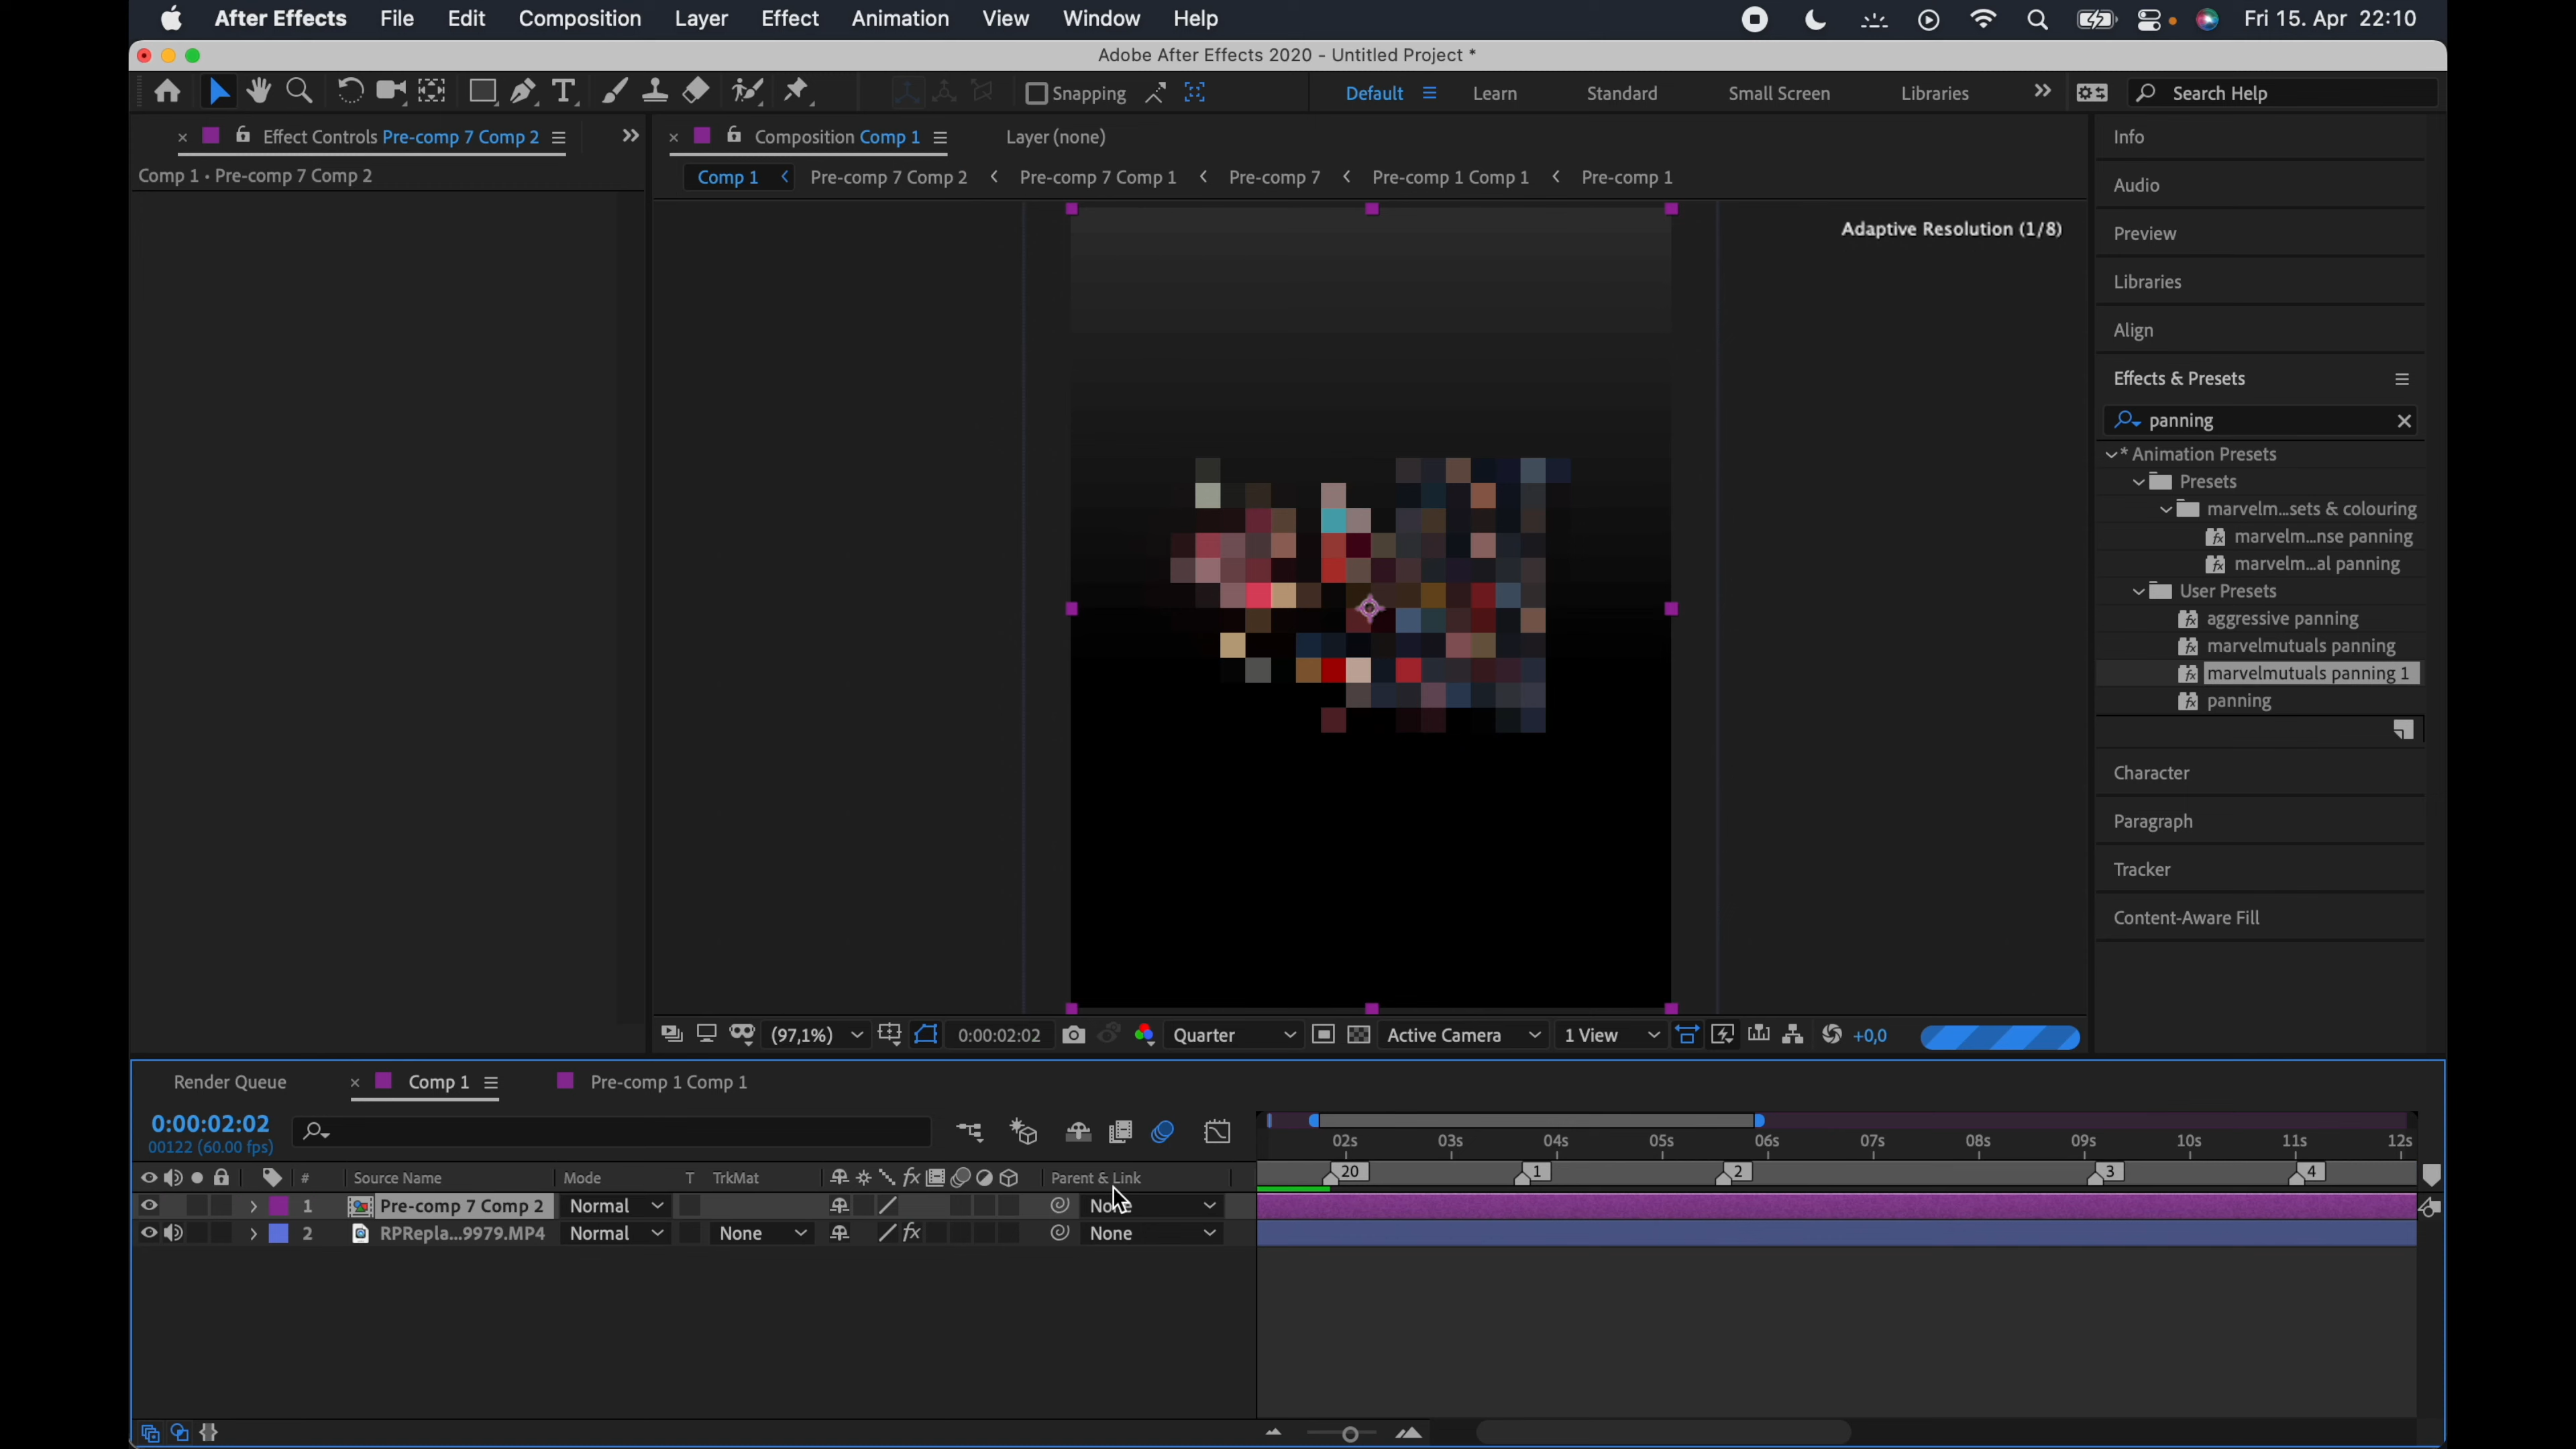 After Effects File Edit Composition Layer Effect Animation View Window Help Fri 15. Apr 22:10
Adobe After Effects 2020 - Untitled Project *
Snapping Default Learn Standard Small Screen Libraries Search Help
Effect Controls Pre-comp 7 Comp 2
Comp 1 • Pre-comp 7 Comp 2
Composition Comp 1 Layer (none)
Comp 1 Pre-comp 7 Comp 2 Pre-comp 7 Comp 1 Pre-comp 7 Pre-comp 1 Comp 1 Pre-comp 1
Adaptive Resolution (1/8)
Info
Audio
Preview
Libraries
Align
Effects & Presets
panning
* Animation Presets
Presets
marvelm...sets & colouring
marvelm...nse panning
marvelm...al panning
User Presets
aggressive panning
marvelmutuals panning
marvelmutuals panning 1
panning
Character
Paragraph
Tracker
Content-Aware Fill
(97,1%) 0:00:02:02 Quarter Active Camera 1 View +0,0
Render Queue Comp 1 Pre-comp 1 Comp 1
0:00:02:02
00122 (60.00 fps)
02s 03s 04s 05s 06s 07s 08s 09s 10s 11s 12s
20 1 2 3 4
# Source Name Mode T TrkMat Parent & Link
1 Pre-comp 7 Comp 2 Normal None
2 RPRepla...9979.MP4 Normal None None